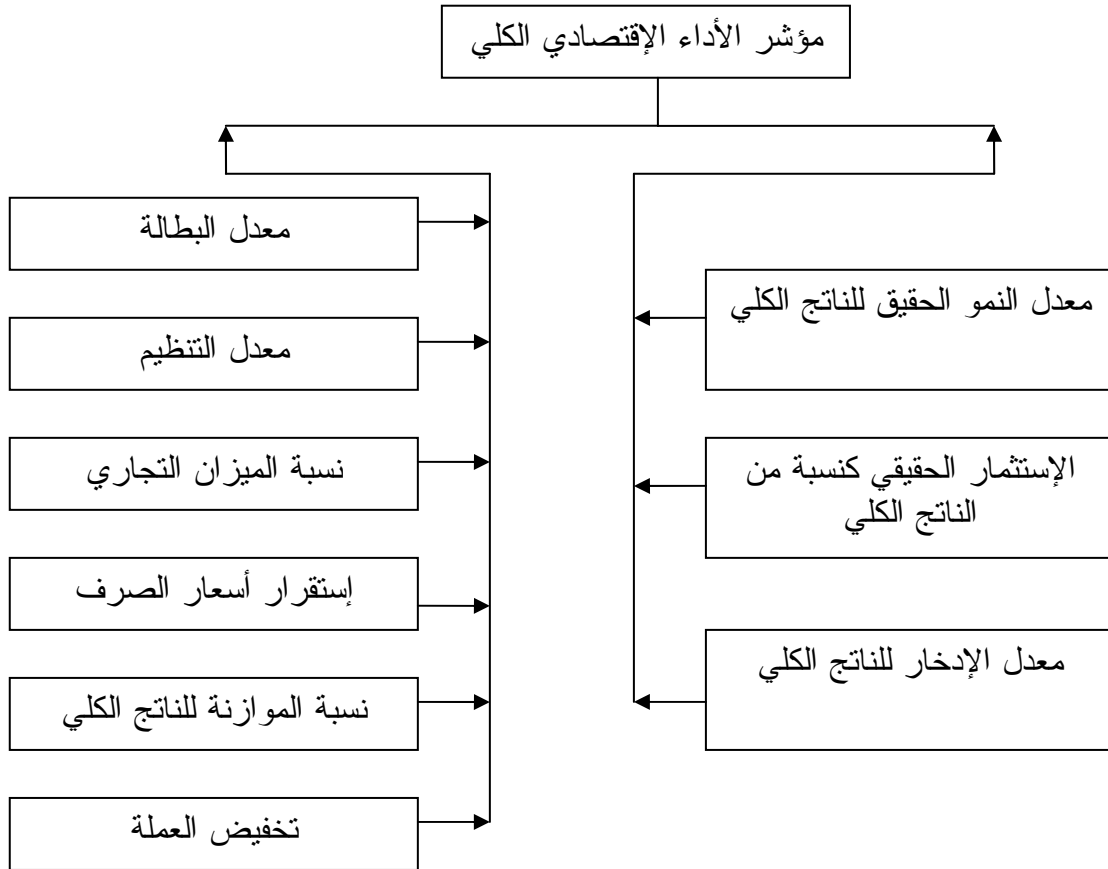 مؤشر الأداء الإقتصادي الكلي
معدل النمو الحقيق للناتج الكلي
الإستثمار الحقيقي كنسبة من
الناتج الكلي
معدل الإدخار للناتج الكلي
معدل البطالة
معدل التنظيم
نسبة الميزان التجاري
إستقرار أسعار الصرف
نسبة الموازنة للناتج الكلي
تخفيض العملة